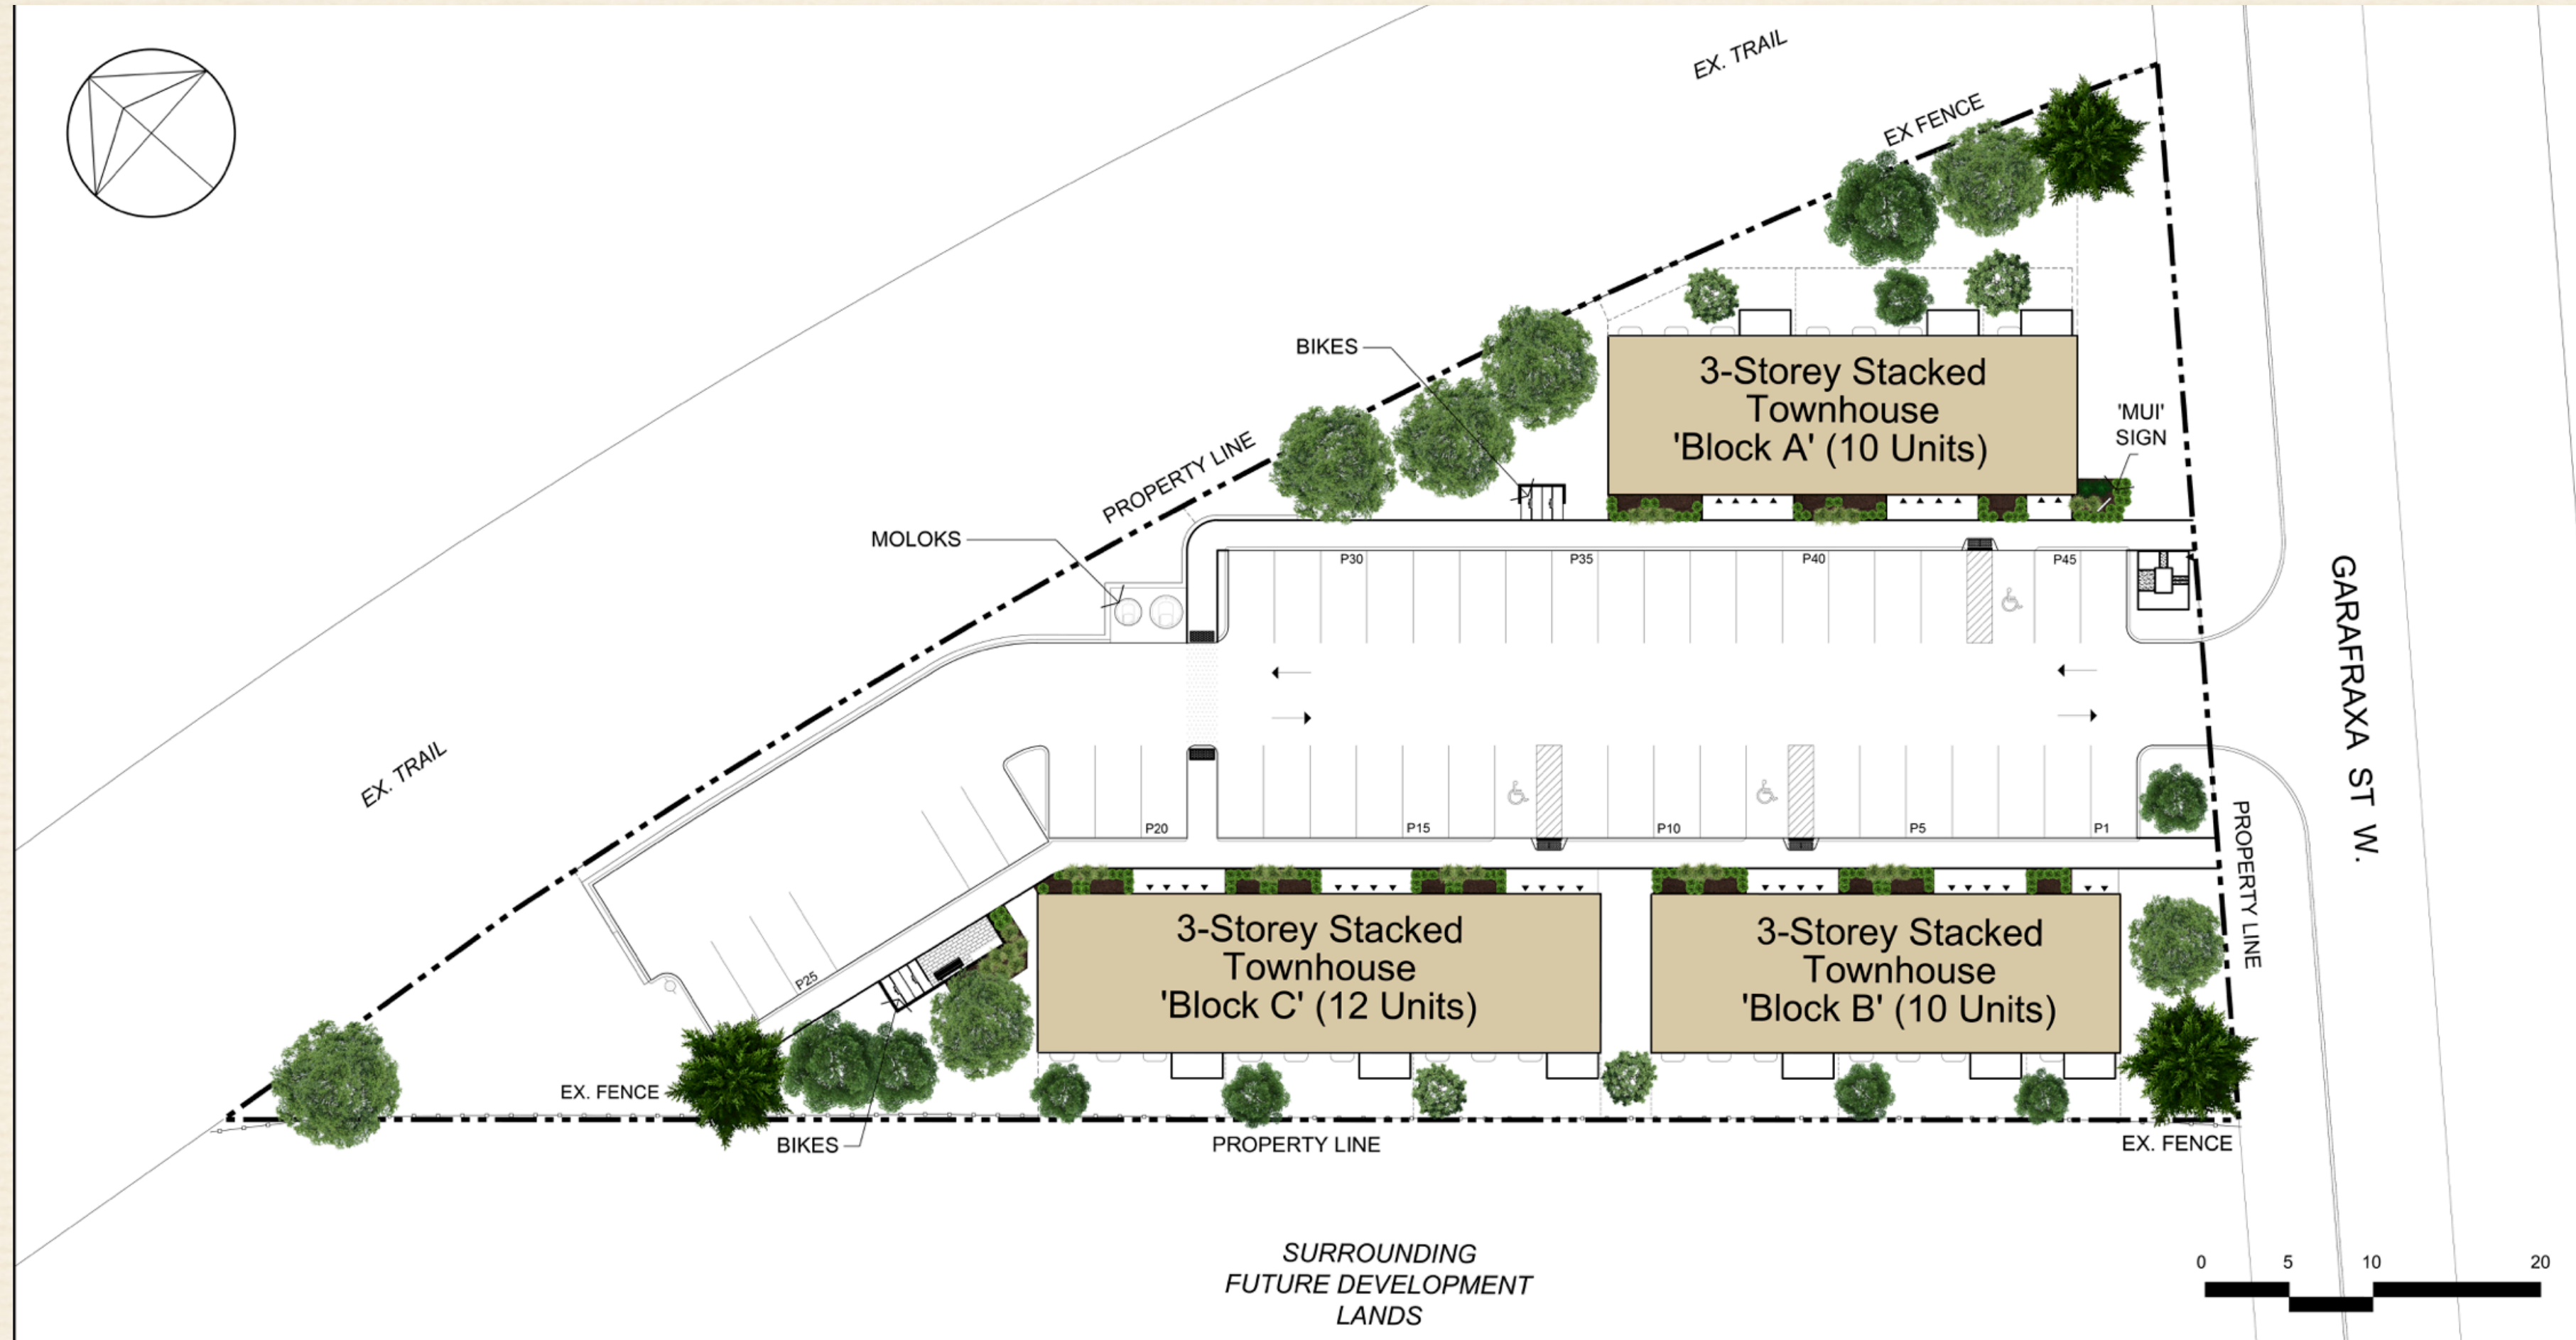 EX. TRAIL
EX FENCE
BIKES
3-Storey Stacked
Townhouse
'Block A' (10 Units)
'MUI'
SIGN
PROPERTY LINE
MOLOKS
P30
P35
P40
P45
GARAFRAXA ST W.
EX. TRAIL
P20
P15
P10
P5
P1
PROPERTY LINE
3-Storey Stacked
Townhouse
'Block C' (12 Units)
3-Storey Stacked
Townhouse
'Block B' (10 Units)
P25
EX. FENCE
BIKES
PROPERTY LINE
EX. FENCE
SURROUNDING
FUTURE DEVELOPMENT
LANDS
0 5 10 20